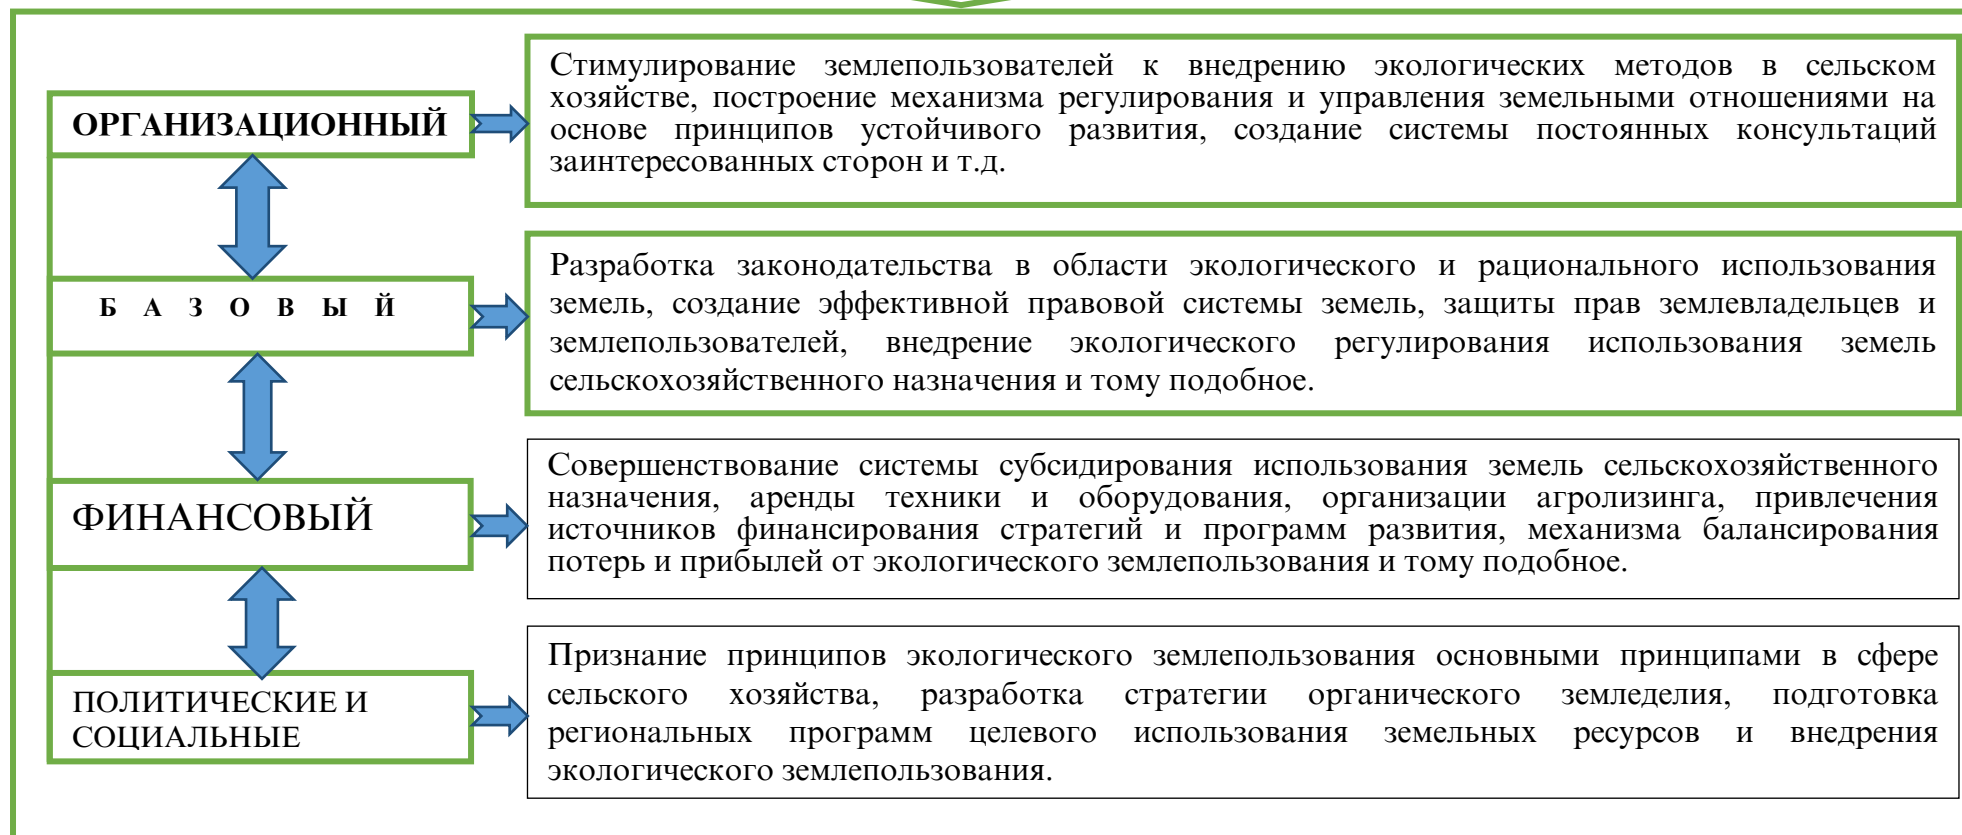 ОРГАНИЗАЦИОННЫЙ
Стимулирование землепользователей к внедрению экологических методов в сельском
хозяйстве, построение механизма регулирования и управления земельными отношениями на
основе принципов устойчивого развития, создание системы постоянных консультаций
заинтересованных сторон и т.д.
Б А З О В Ы Й
Разработка законодательства в области экологического и рационального использования
земель, создание эффективной правовой системы земель, защиты прав землевладельцев и
землепользователей, внедрение экологического регулирования использования земель
сельскохозяйственного назначения и тому подобное.
ФИНАНСОВЫЙ
Совершенствование системы субсидирования использования земель сельскохозяйственного
назначения, аренды техники и оборудования, организации агролизинга, привлечения
источников финансирования стратегий и программ развития, механизма балансирования
потерь и прибылей от экологического землепользования и тому подобное.
ПОЛИТИЧЕСКИЕ И
СОЦИАЛЬНЫЕ
Признание принципов экологического землепользования основными принципами в сфере
сельского хозяйства, разработка стратегии органического земледелия, подготовка
региональных программ целевого использования земельных ресурсов и внедрения
экологического землепользования.